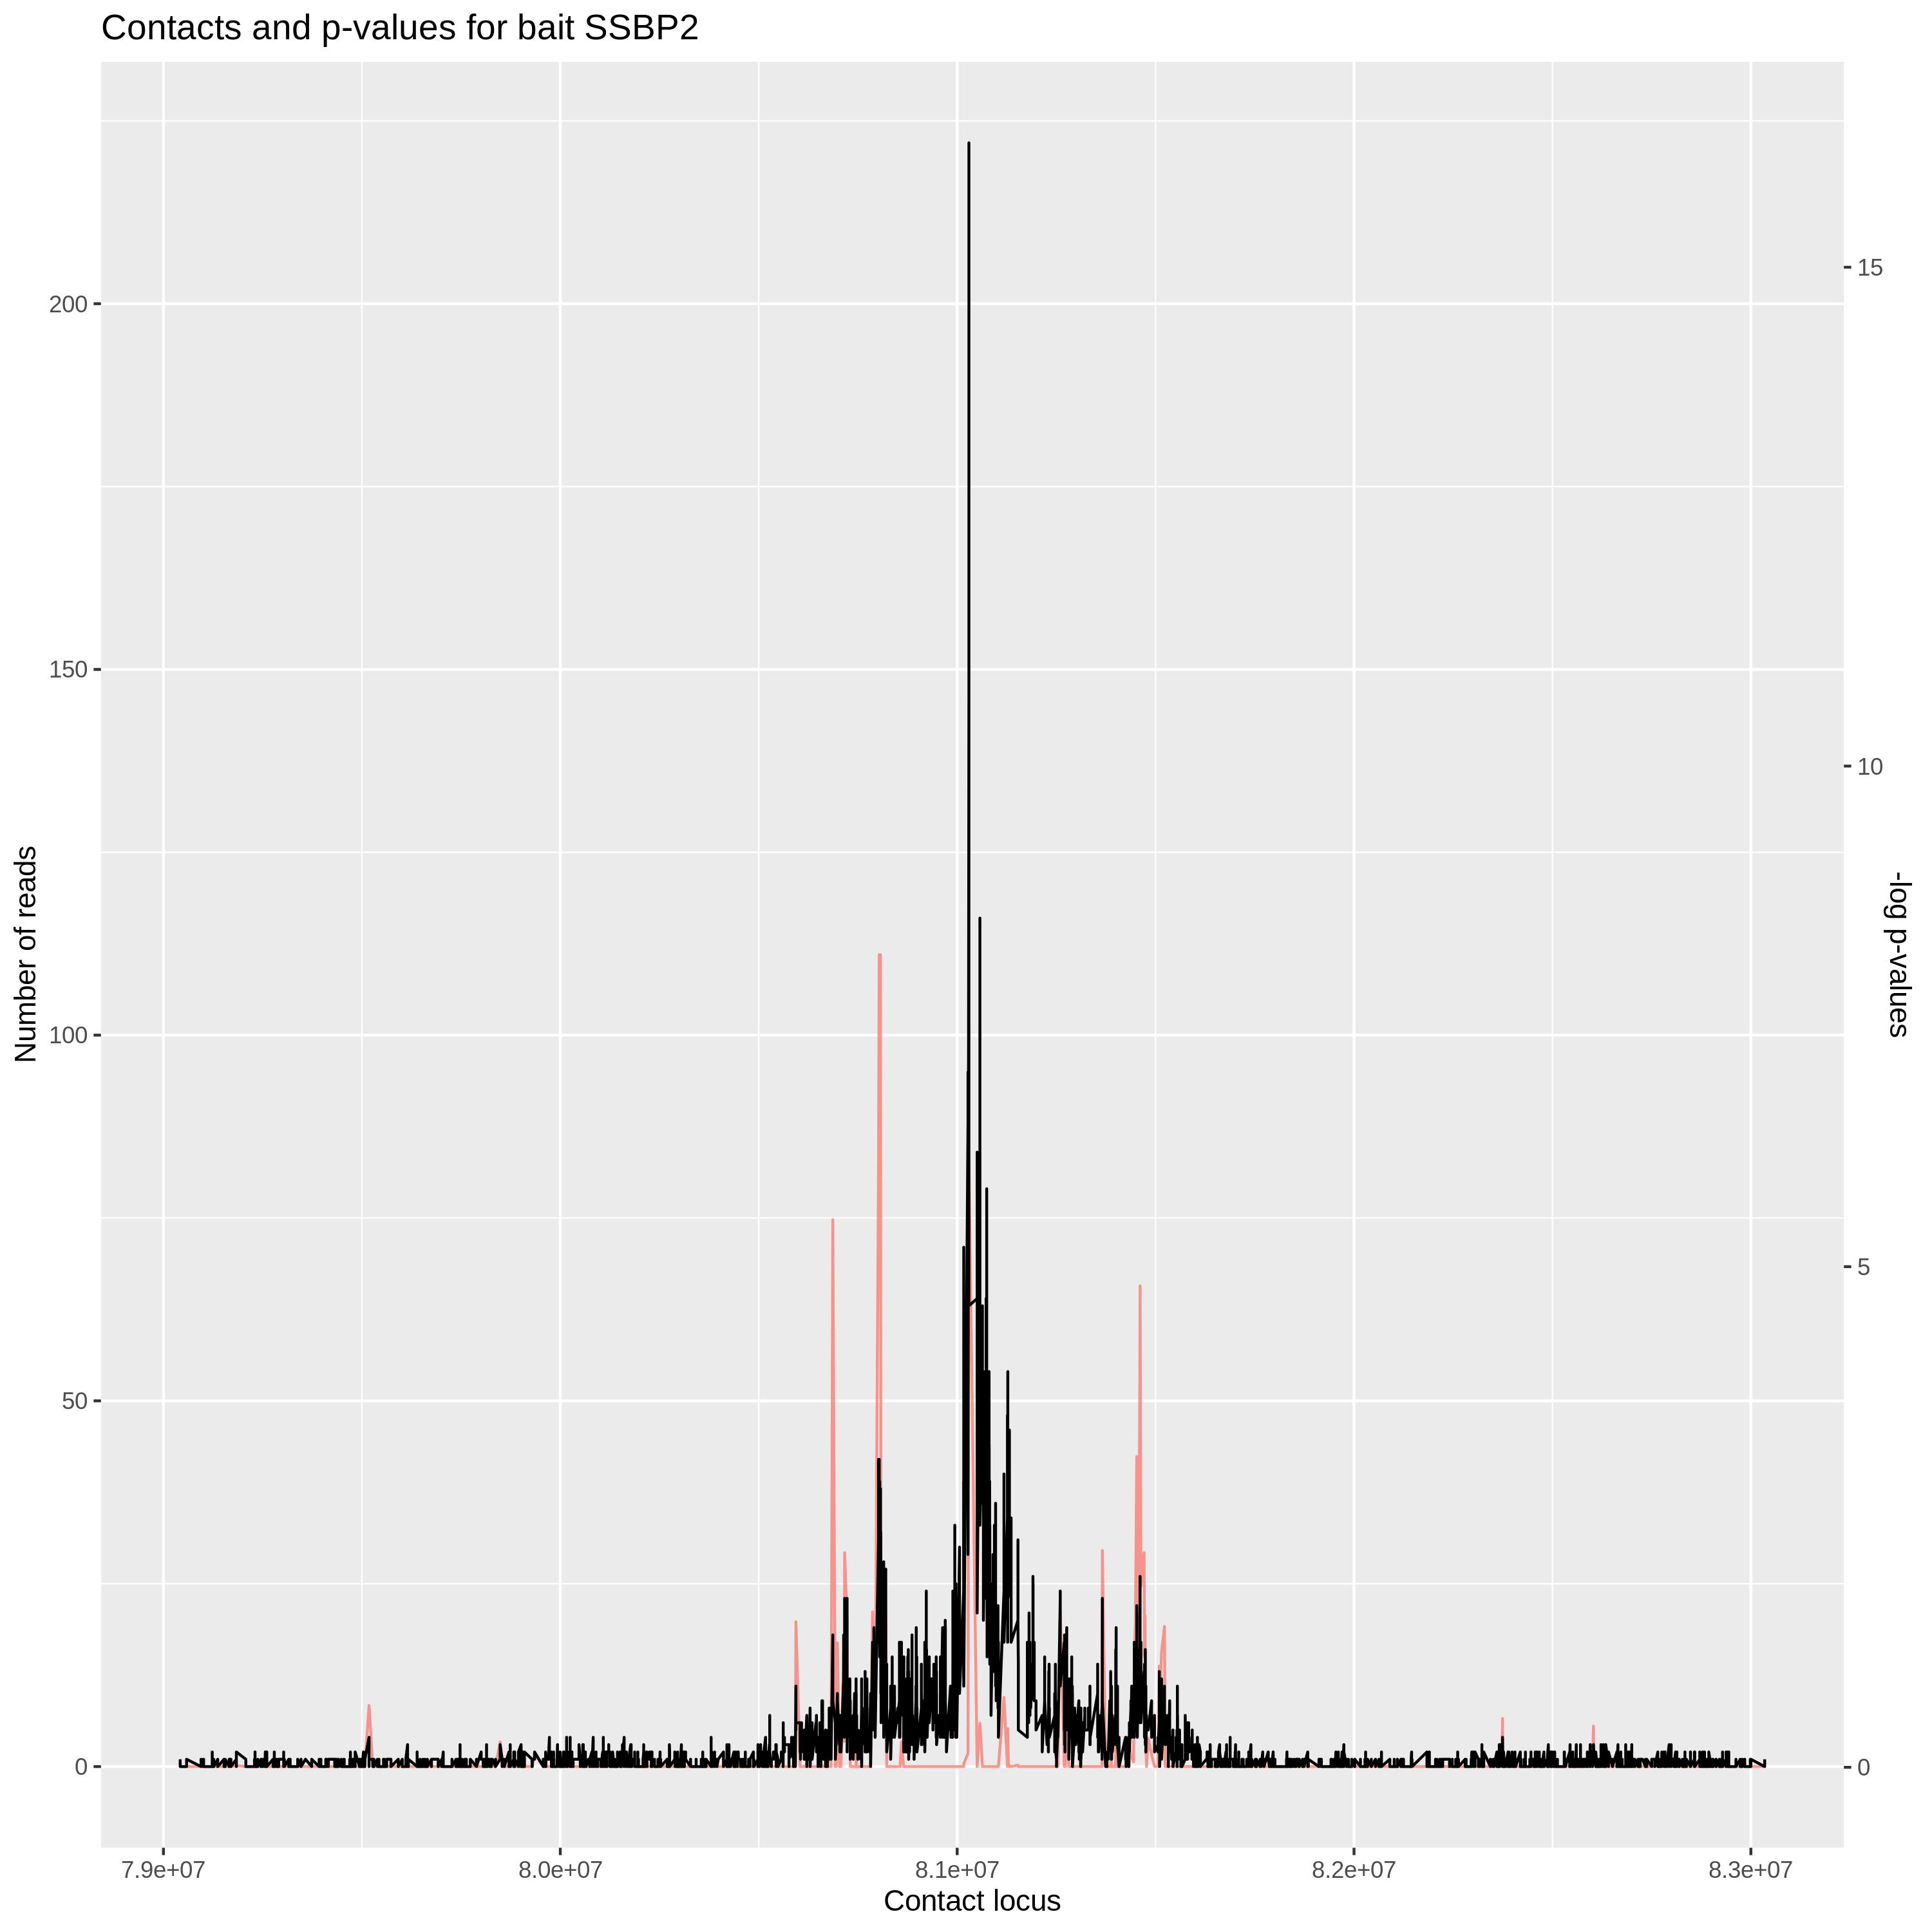 Contacts and p-values for bait SSBP2
Number of reads
200
150
100
50
0
15
10
5
0
-log p-values
7.9e+07 8.0e+07 8.1e+07 8.2e+07 8.3e+07
Contact locus